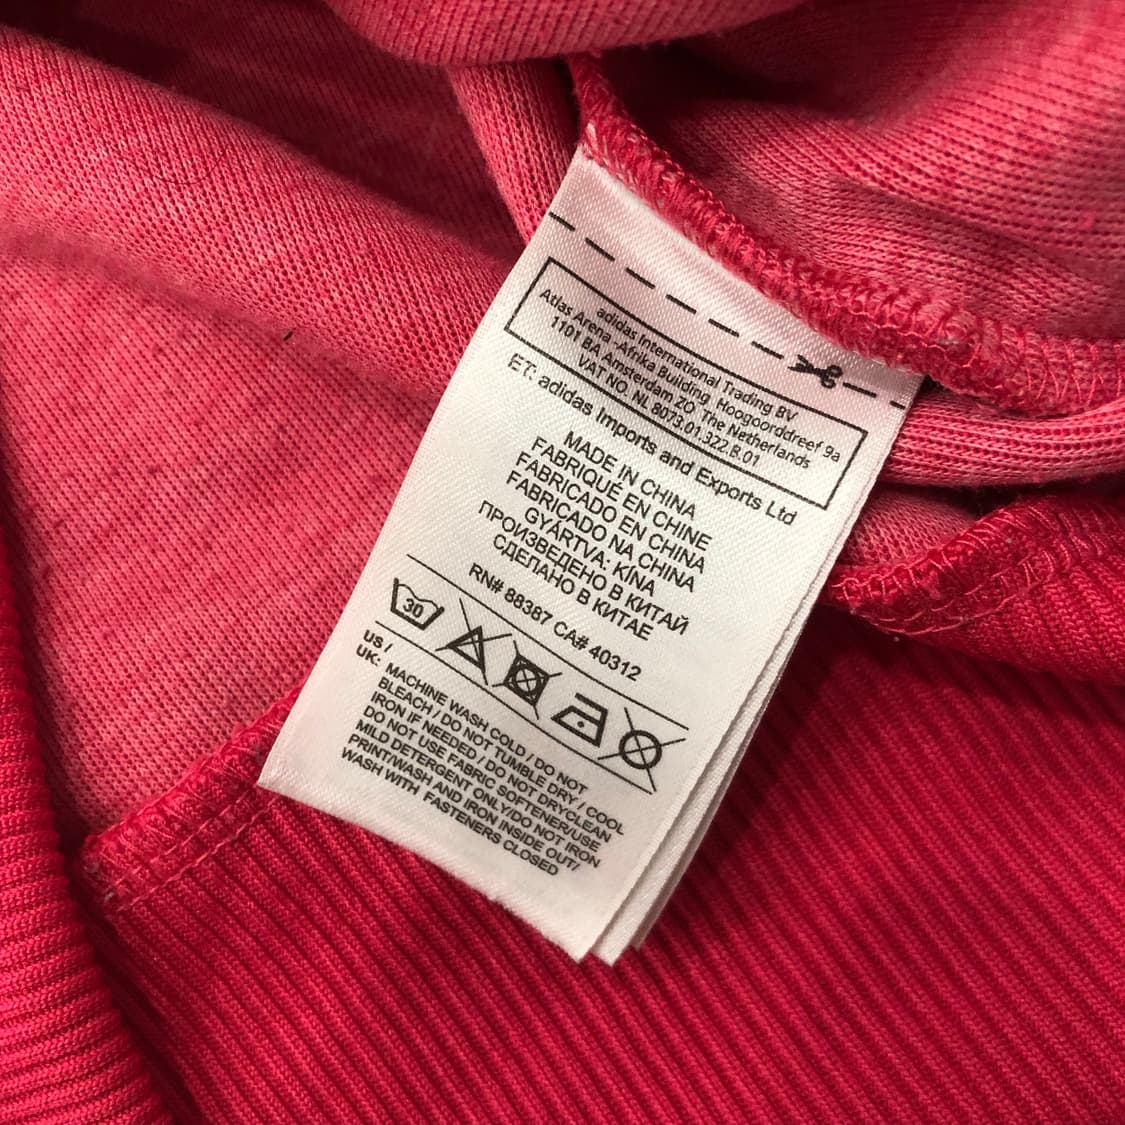 adidas International Trading BV
Atlas Arena -Afrika Building Hoogoorddreef 9a
1101 BA Amsterdam ZO The Netherlands
VAT NO. NL 8073.01.322.B.01
ET: adidas Imports and Exports Ltd
MADE IN CHINA
FABRIQUÉ EN CHINE
FABRICADO EN CHINA
FABRICADO NA CHINA
GYÁRTVA: KÍNA
ПРОИЗВЕДЕНО В КИТАЙ
СДЕЛАНО В КИТАЕ
RN# 88387 CA# 40312
30
US /
UK: MACHINE WASH COLD / DO NOT
BLEACH / DO NOT TUMBLE DRY / COOL
IRON IF NEEDED / DO NOT DRYCLEAN
DO NOT USE FABRIC SOFTENER/USE
MILD DETERGENT ONLY/DO NOT IRON
PRINT/WASH AND IRON INSIDE OUT/
WASH WITH FASTENERS CLOSED